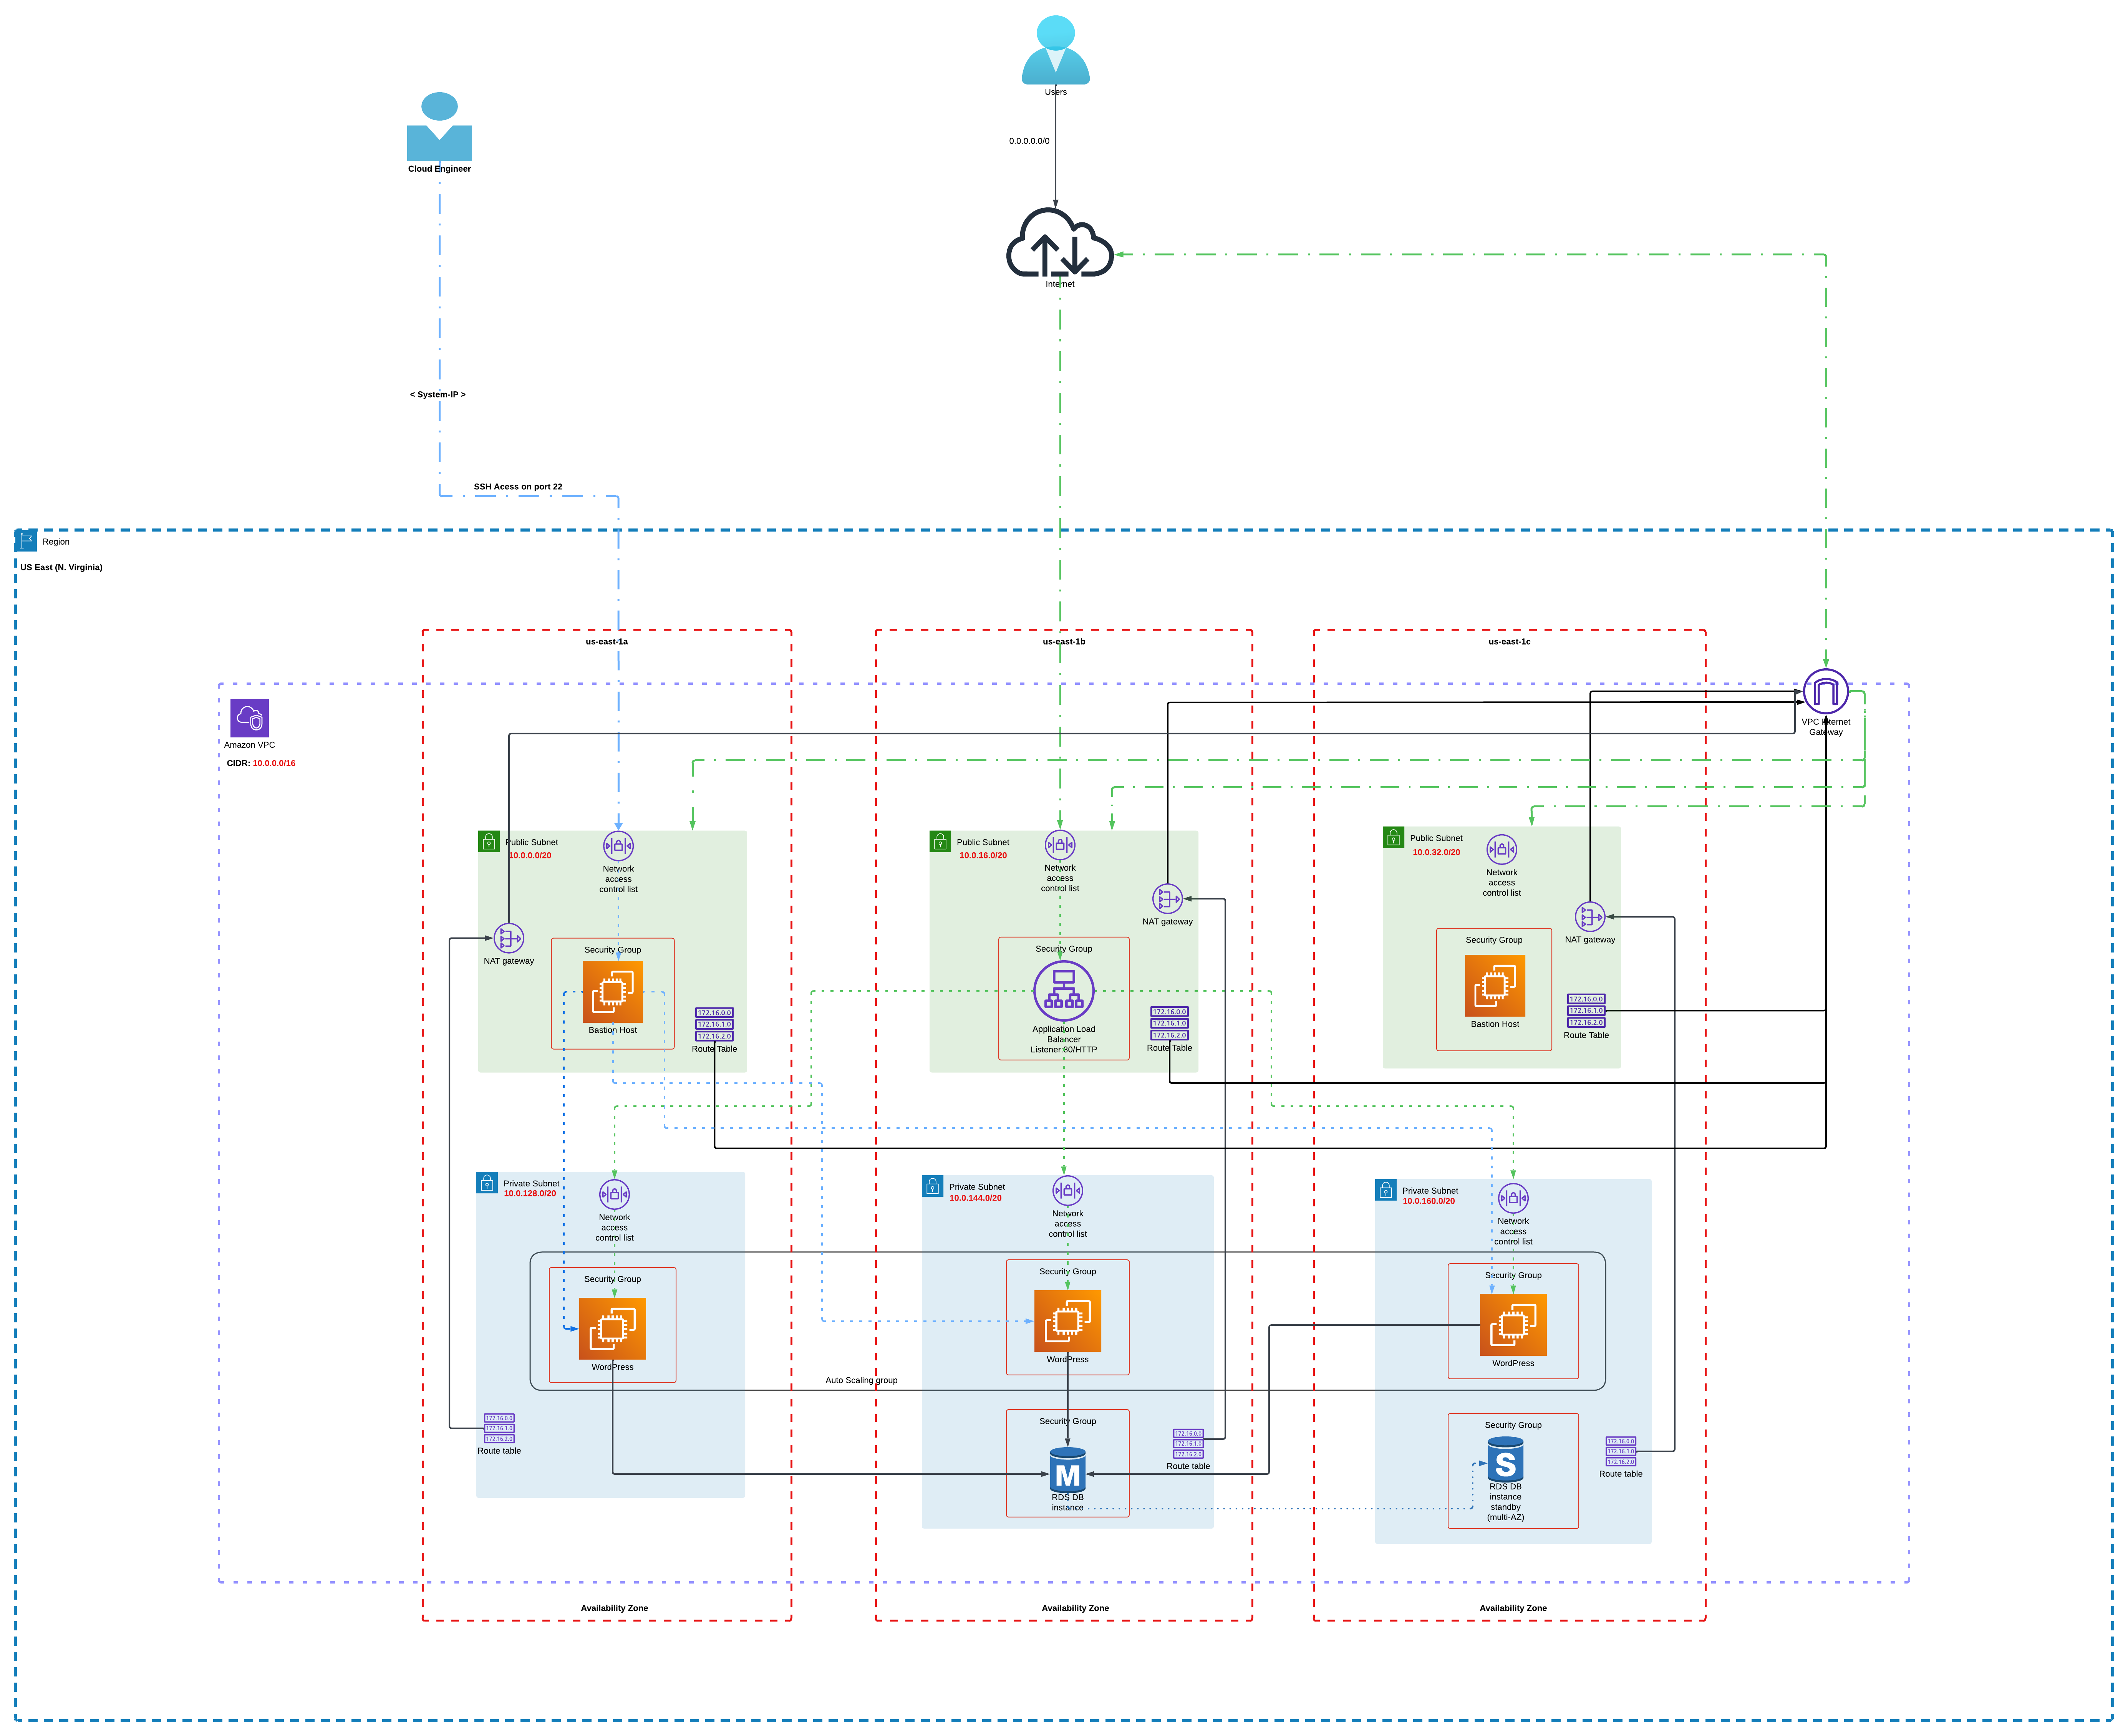 Users
0.0.0.0.0/0
Cloud Engineer
Internet
< System-IP >
SSH Acess on port 22
Region
US East (N. Virginia)
us-east-1a
us-east-1b
us-east-1c
Amazon VPC
CIDR: 10.0.0.0/16
VPC Internet
Gateway
Public Subnet
10.0.0.0/20
Network
access
control list
NAT gateway
Security Group
Bastion Host
172.16.0.0
172.16.1.0
172.16.2.0
Route Table
Public Subnet
10.0.16.0/20
Network
access
control list
NAT gateway
Security Group
Application Load
Balancer
Listener:80/HTTP
172.16.0.0
172.16.1.0
172.16.2.0
Route Table
Public Subnet
10.0.32.0/20
Network
access
control list
NAT gateway
Security Group
Bastion Host
172.16.0.0
172.16.1.0
172.16.2.0
Route Table
Private Subnet
10.0.128.0/20
Network
access
control list
Security Group
WordPress
172.16.0.0
172.16.1.0
172.16.2.0
Route table
Private Subnet
10.0.144.0/20
Network
access
control list
Security Group
WordPress
Auto Scaling group
Security Group
M
RDS DB
instance
172.16.0.0
172.16.1.0
172.16.2.0
Route table
Private Subnet
10.0.160.0/20
Network
access
control list
Security Group
WordPress
Security Group
S
RDS DB
instance
standby
(multi-AZ)
172.16.0.0
172.16.1.0
172.16.2.0
Route table
Availability Zone
Availability Zone
Availability Zone